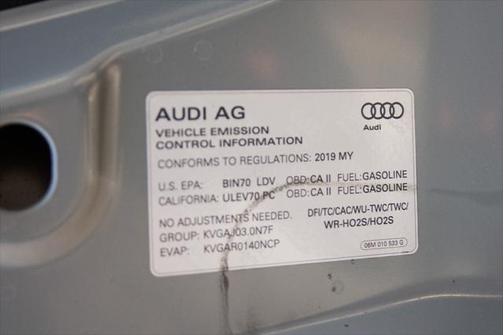 AUDI AG
Audi
VEHICLE EMISSION
CONTROL INFORMATION
CONFORMS TO REGULATIONS: 2019 MY
U.S. EPA: BIN70 LDV OBD:CA II FUEL:GASOLINE
CALIFORNIA: ULEV70 PC OBD:CA II FUEL:GASOLINE
NO ADJUSTMENTS NEEDED. DFI/TC/CAC/WU-TWC/TWC/
GROUP: KVGAJ03.0N7F WR-HO2S/HO2S
EVAP: KVGAR0140NCP 06M 010 533 G